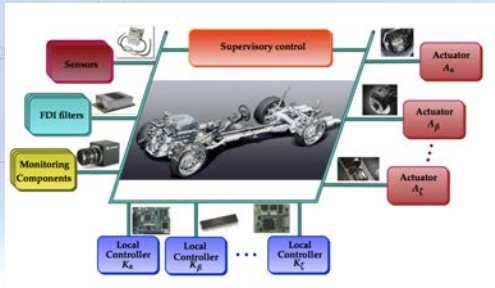 Supervisory control
Sensors
FDI filters
Monitoring
Components
Actuator
Aα
Actuator
Aβ
Actuator
Aζ
Local
Controller
Kα
Local
Controller
Kβ
Local
Controller
Kζ